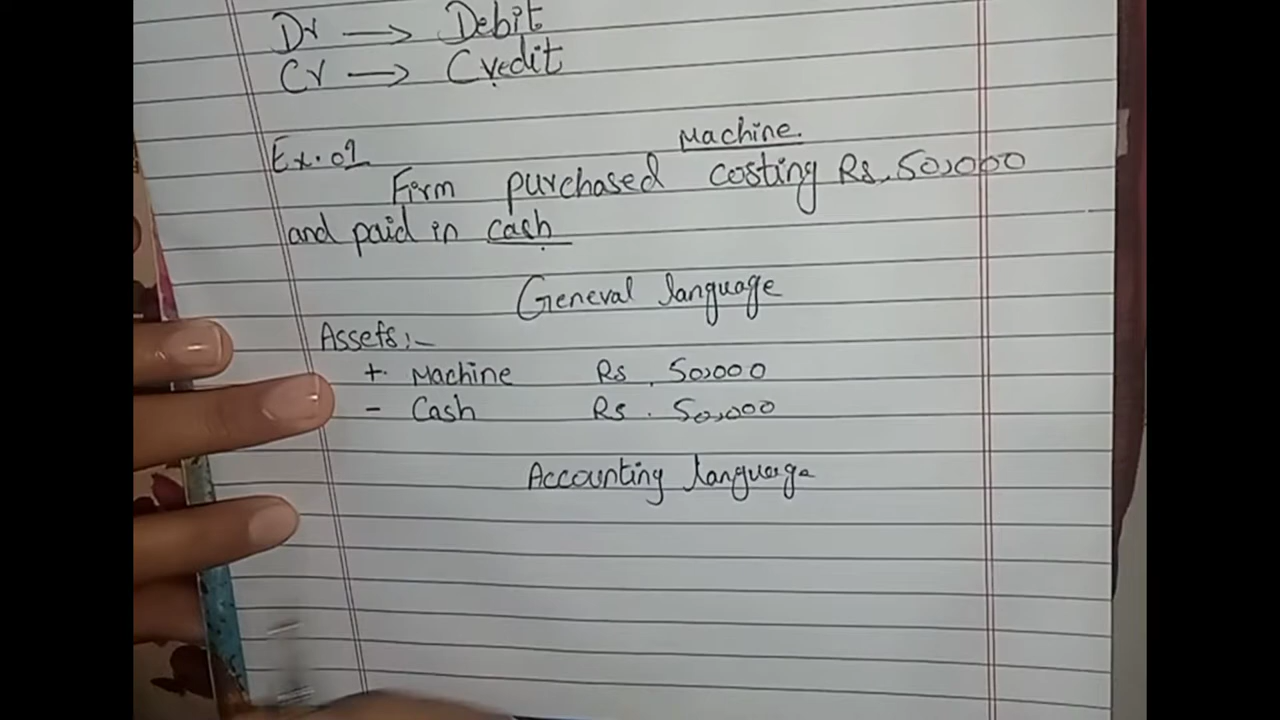 Dr → Debit
Cr → Credit
Ex. 01
Machine.
Firm purchased costing Rs. 50,000
and paid in cash
General language
Assets:-
+ Machine Rs. 50,000
- Cash Rs. 50,000
Accounting language